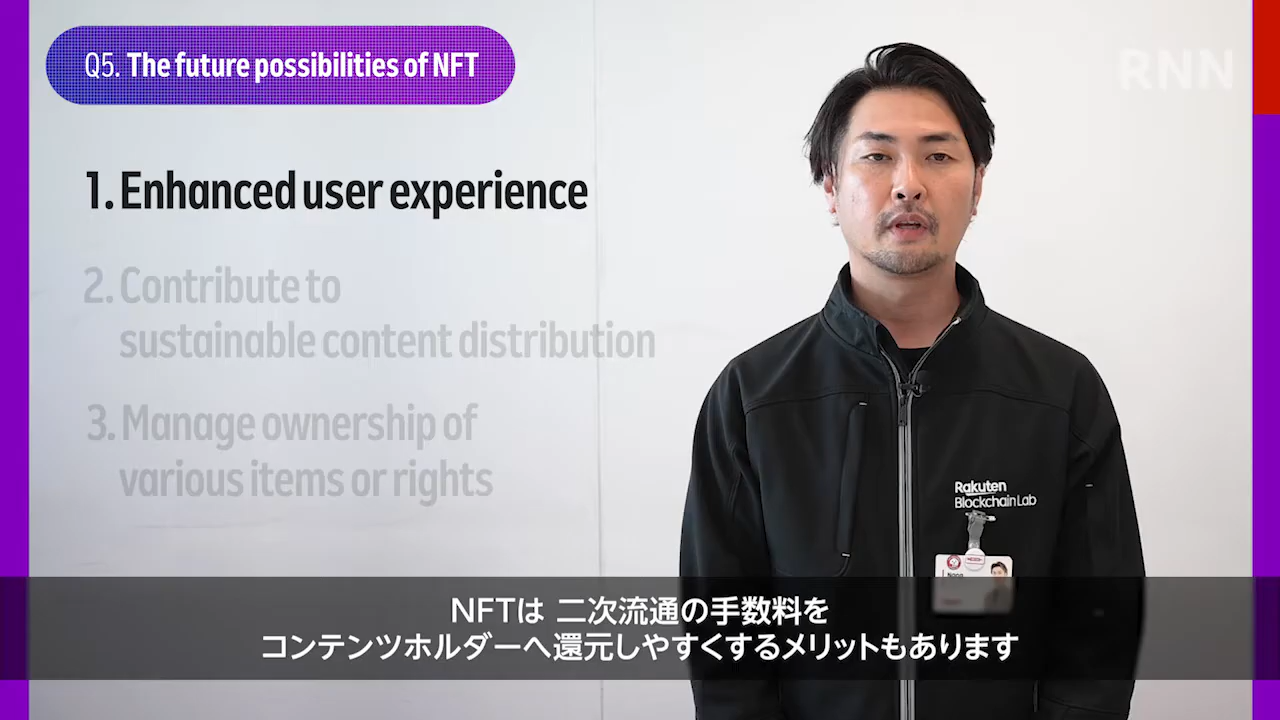 Q5. The future possibilities of NFT
RNN
1. Enhanced user experience
2. Contribute to
sustainable content distribution
3. Manage ownership of
various items or rights
Rakuten
Blockchain Lab
NFTは 二次流通の手数料を
コンテンツホルダーへ還元しやすくするメリットもあります